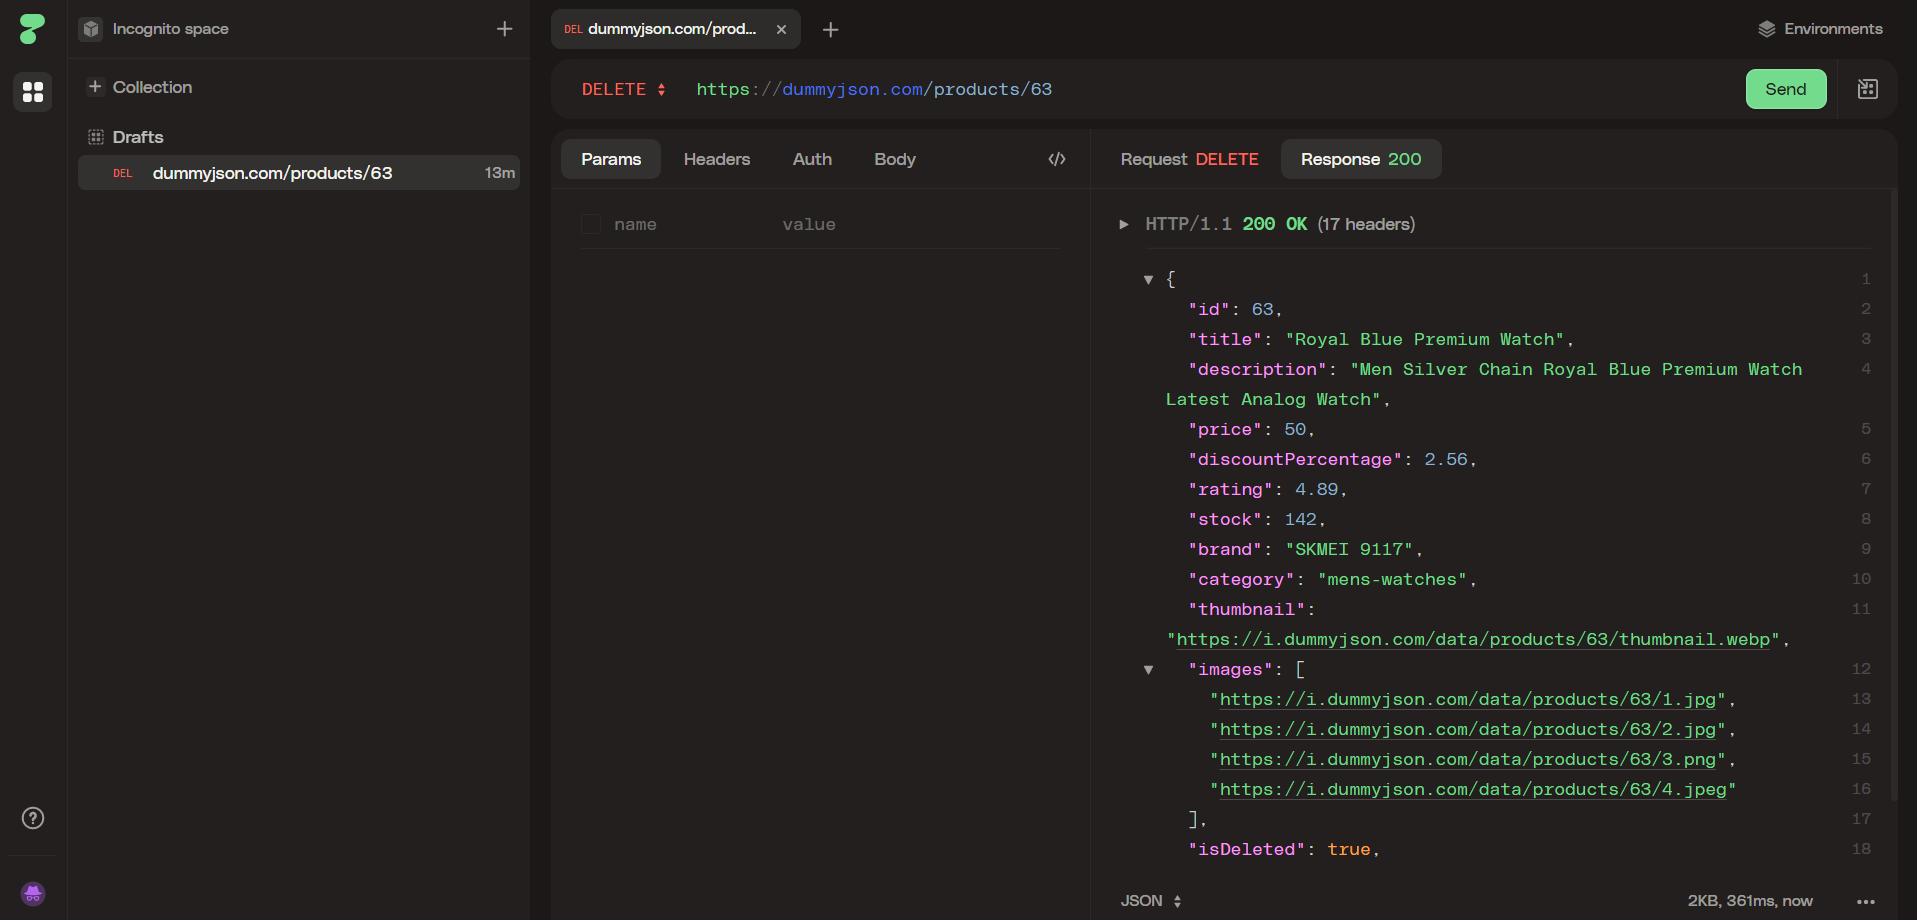 Incognito space
Collection
Drafts
DEL dummyjson.com/products/63 13m
DEL dummyjson.com/prod...
Environments
DELETE https://dummyjson.com/products/63
Send
Params Headers Auth Body
name value
Request DELETE Response 200
HTTP/1.1 200 OK (17 headers)
{ 1
"id": 63, 2
"title": "Royal Blue Premium Watch", 3
"description": "Men Silver Chain Royal Blue Premium Watch 4
Latest Analog Watch",
"price": 50, 5
"discountPercentage": 2.56, 6
"rating": 4.89, 7
"stock": 142, 8
"brand": "SKMEI 9117", 9
"category": "mens-watches", 10
"thumbnail": 11
"https://i.dummyjson.com/data/products/63/thumbnail.webp",
"images": [ 12
"https://i.dummyjson.com/data/products/63/1.jpg", 13
"https://i.dummyjson.com/data/products/63/2.jpg", 14
"https://i.dummyjson.com/data/products/63/3.png", 15
"https://i.dummyjson.com/data/products/63/4.jpeg" 16
], 17
"isDeleted": true, 18
JSON 2KB, 361ms, now